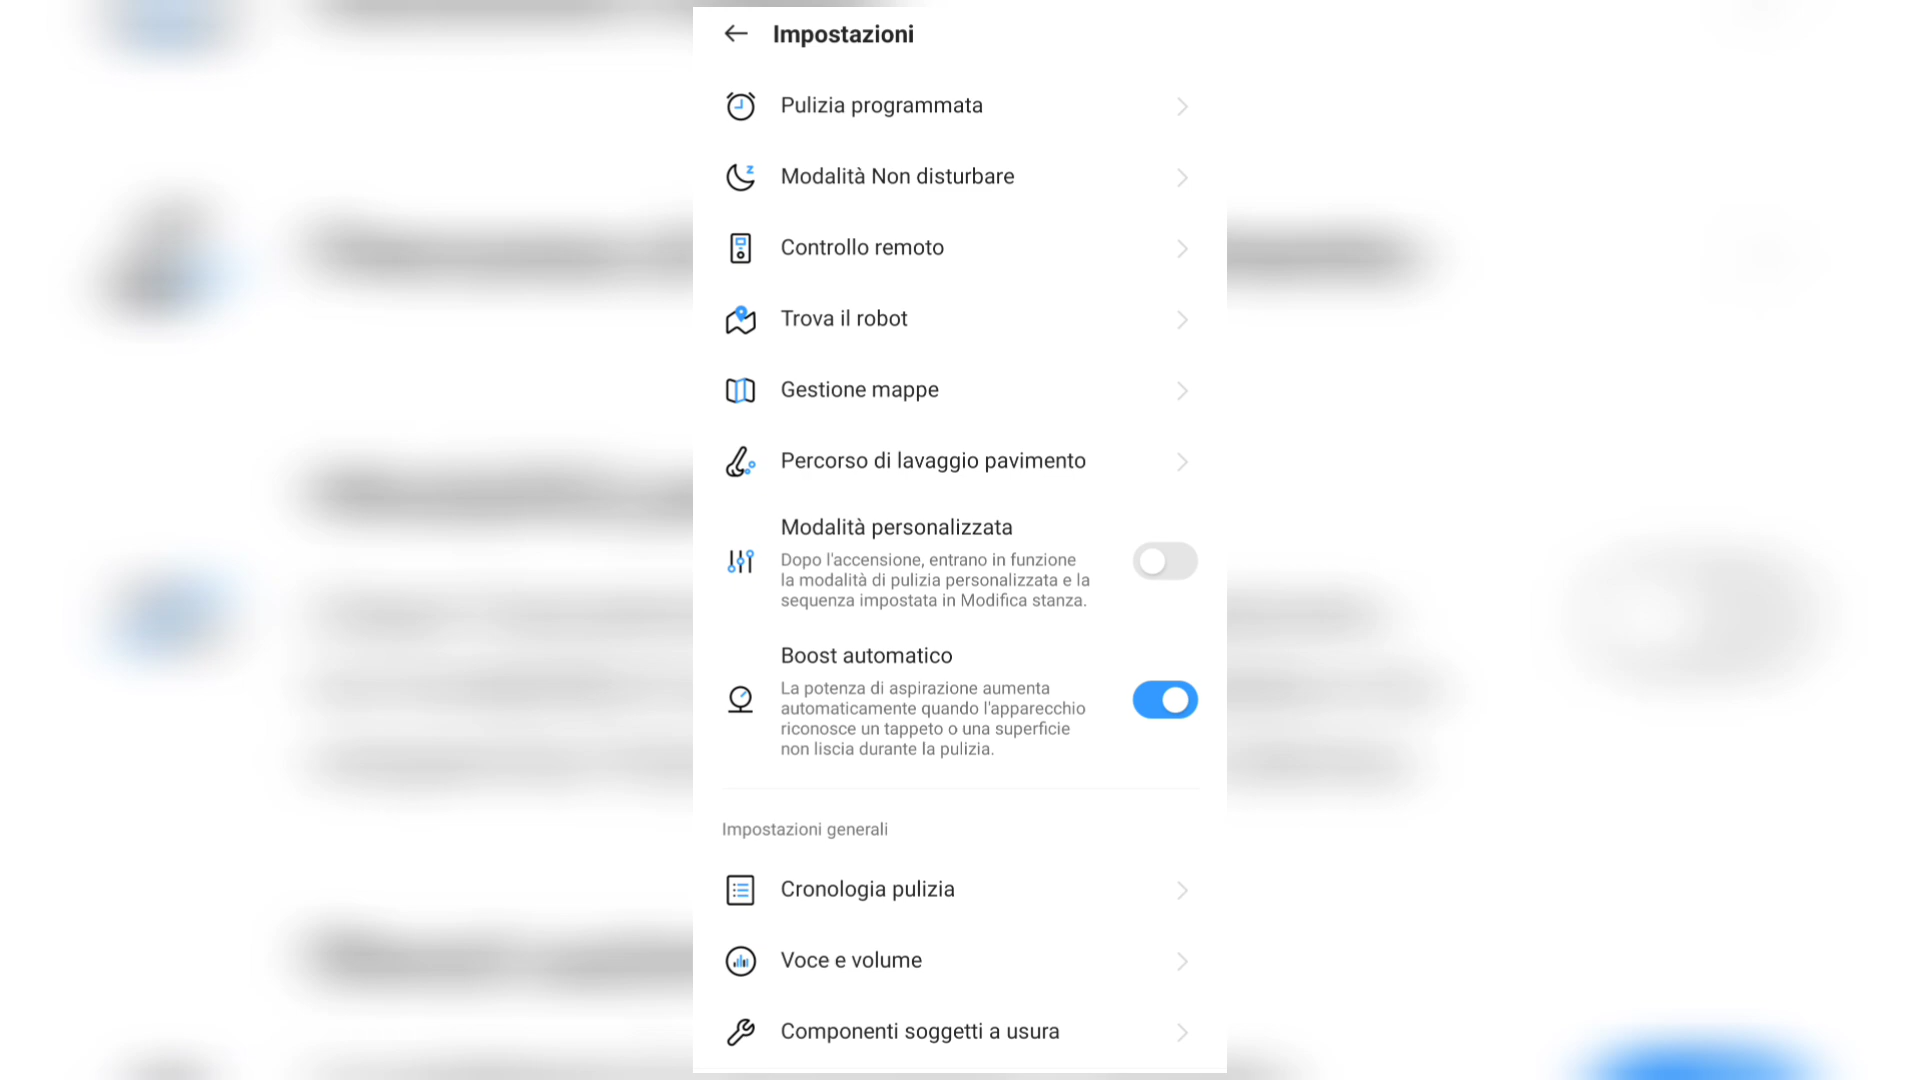 Impostazioni
Pulizia programmata
Modalità Non disturbare
Controllo remoto
Trova il robot
Gestione mappe
Percorso di lavaggio pavimento
Modalità personalizzata
Dopo l'accensione, entrano in funzione
la modalità di pulizia personalizzata e la
sequenza impostata in Modifica stanza.
Boost automatico
La potenza di aspirazione aumenta
automaticamente quando l'apparecchio
riconosce un tappeto o una superficie
non liscia durante la pulizia.
Impostazioni generali
Cronologia pulizia
Voce e volume
Componenti soggetti a usura